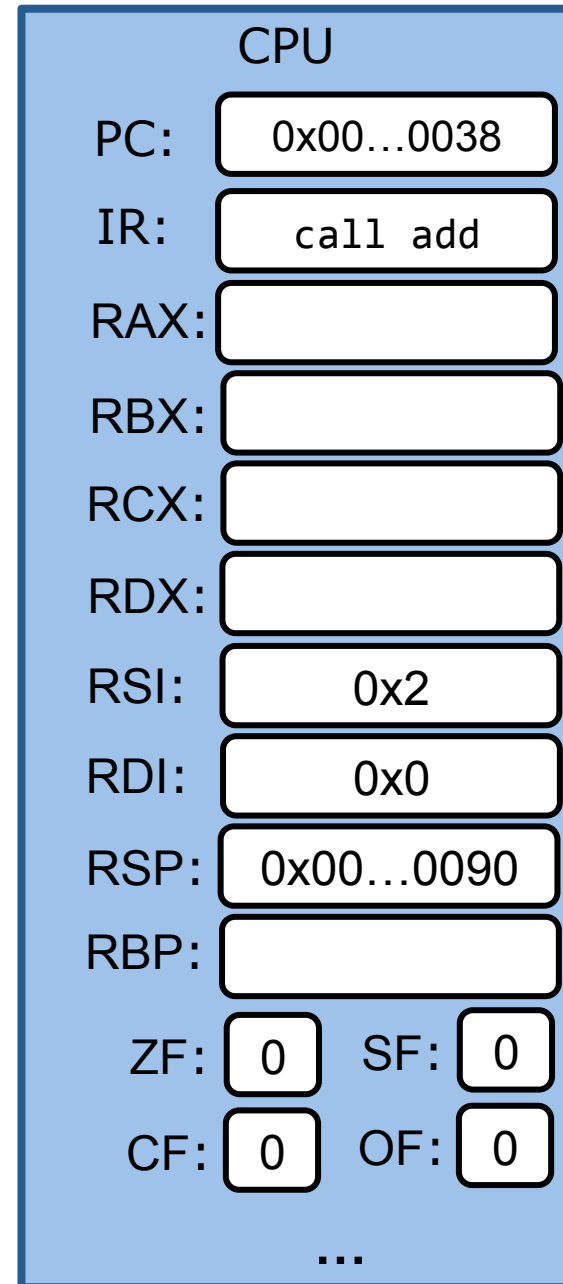 CPU
PC: 0x00...0038
IR: call add
RAX:
RBX:
RCX:
RDX:
RSI: 0x2
RDI: 0x0
RSP: 0x00...0090
RBP:
ZF: 0 SF: 0
CF: 0 OF: 0
...